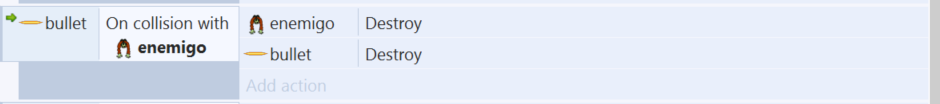 bullet
On collision with
enemigo
enemigo Destroy
bullet Destroy
Add action